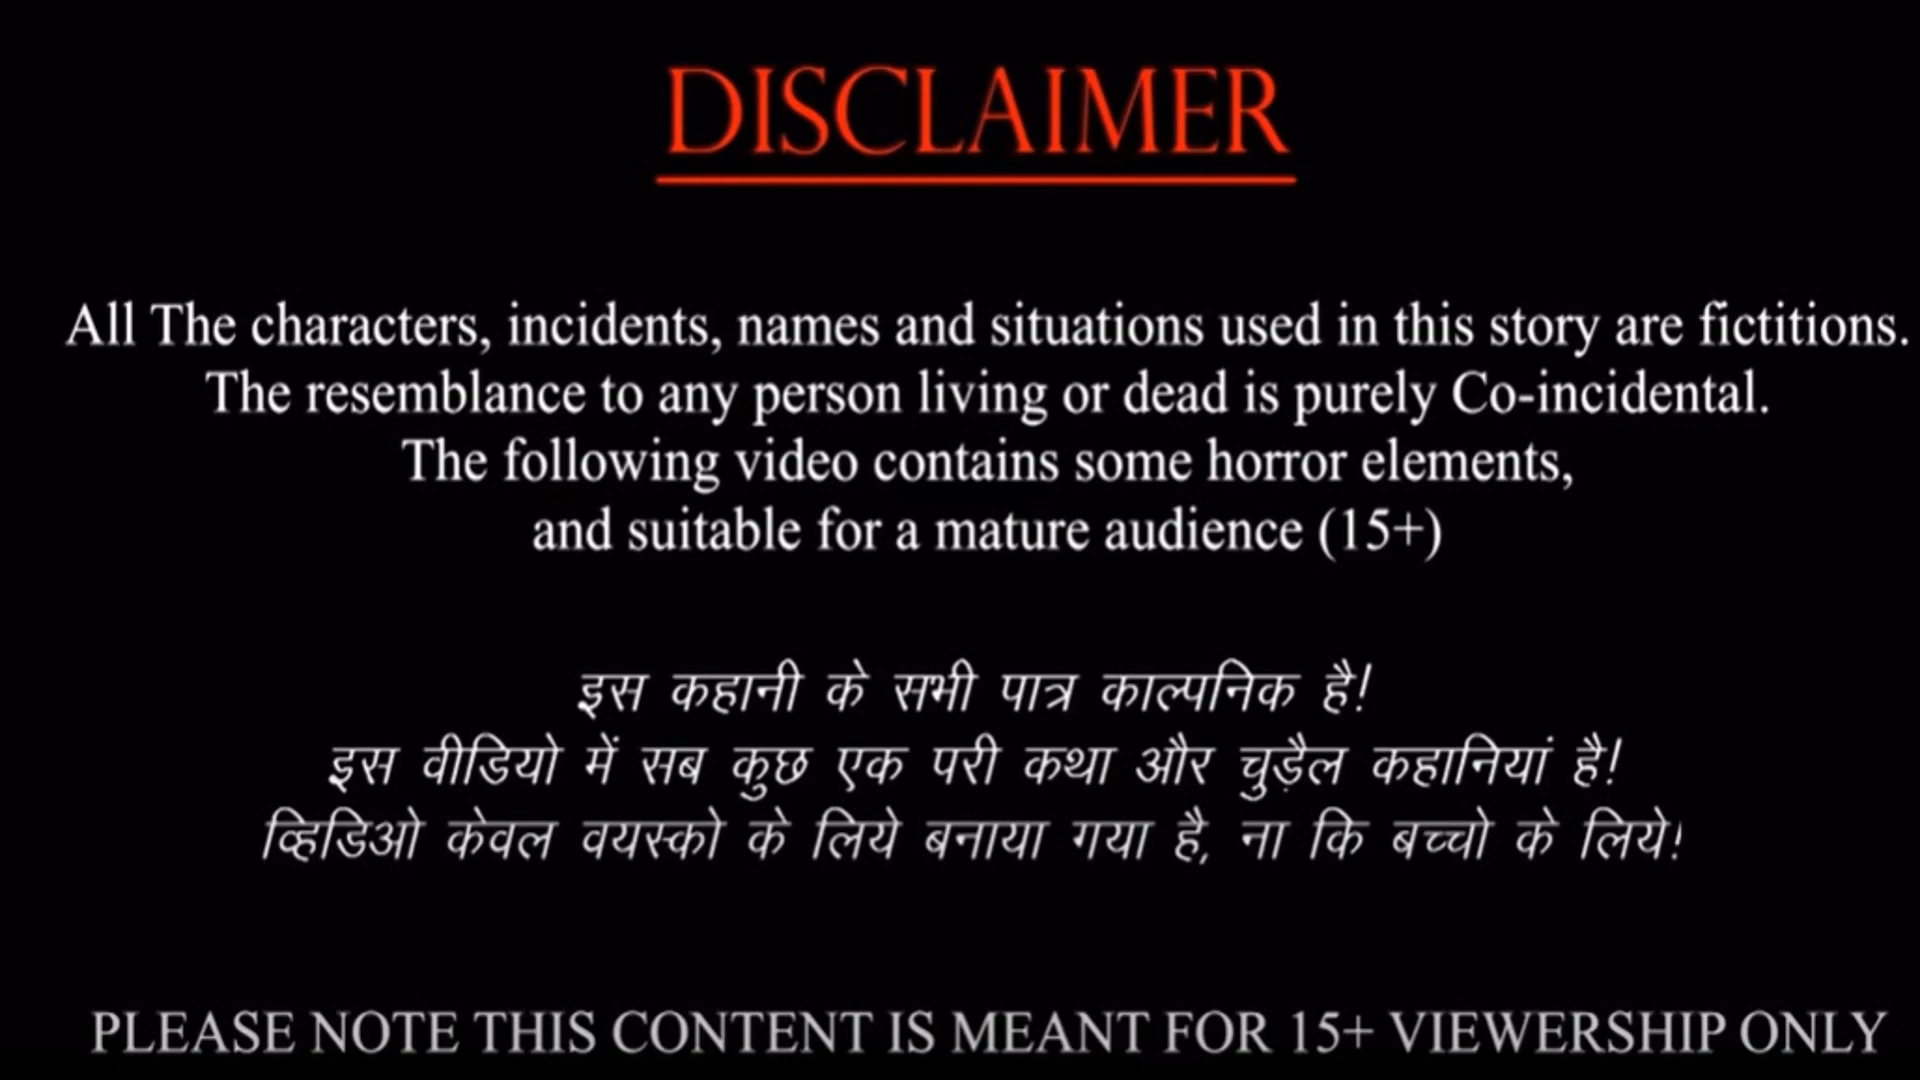 DISCLAIMER
All The characters, incidents, names and situations used in this story are fictitions.
The resemblance to any person living or dead is purely Co-incidental.
The following video contains some horror elements,
and suitable for a mature audience (15+)
इस कहानी के सभी पात्र काल्पनिक है!
इस वीडियो में सब कुछ एक परी कथा और चुड़ैल कहानियां है!
व्हिडिओ केवल वयस्को के लिये बनाया गया है, ना कि बच्चो के लिये!
PLEASE NOTE THIS CONTENT IS MEANT FOR 15+ VIEWERSHIP ONLY